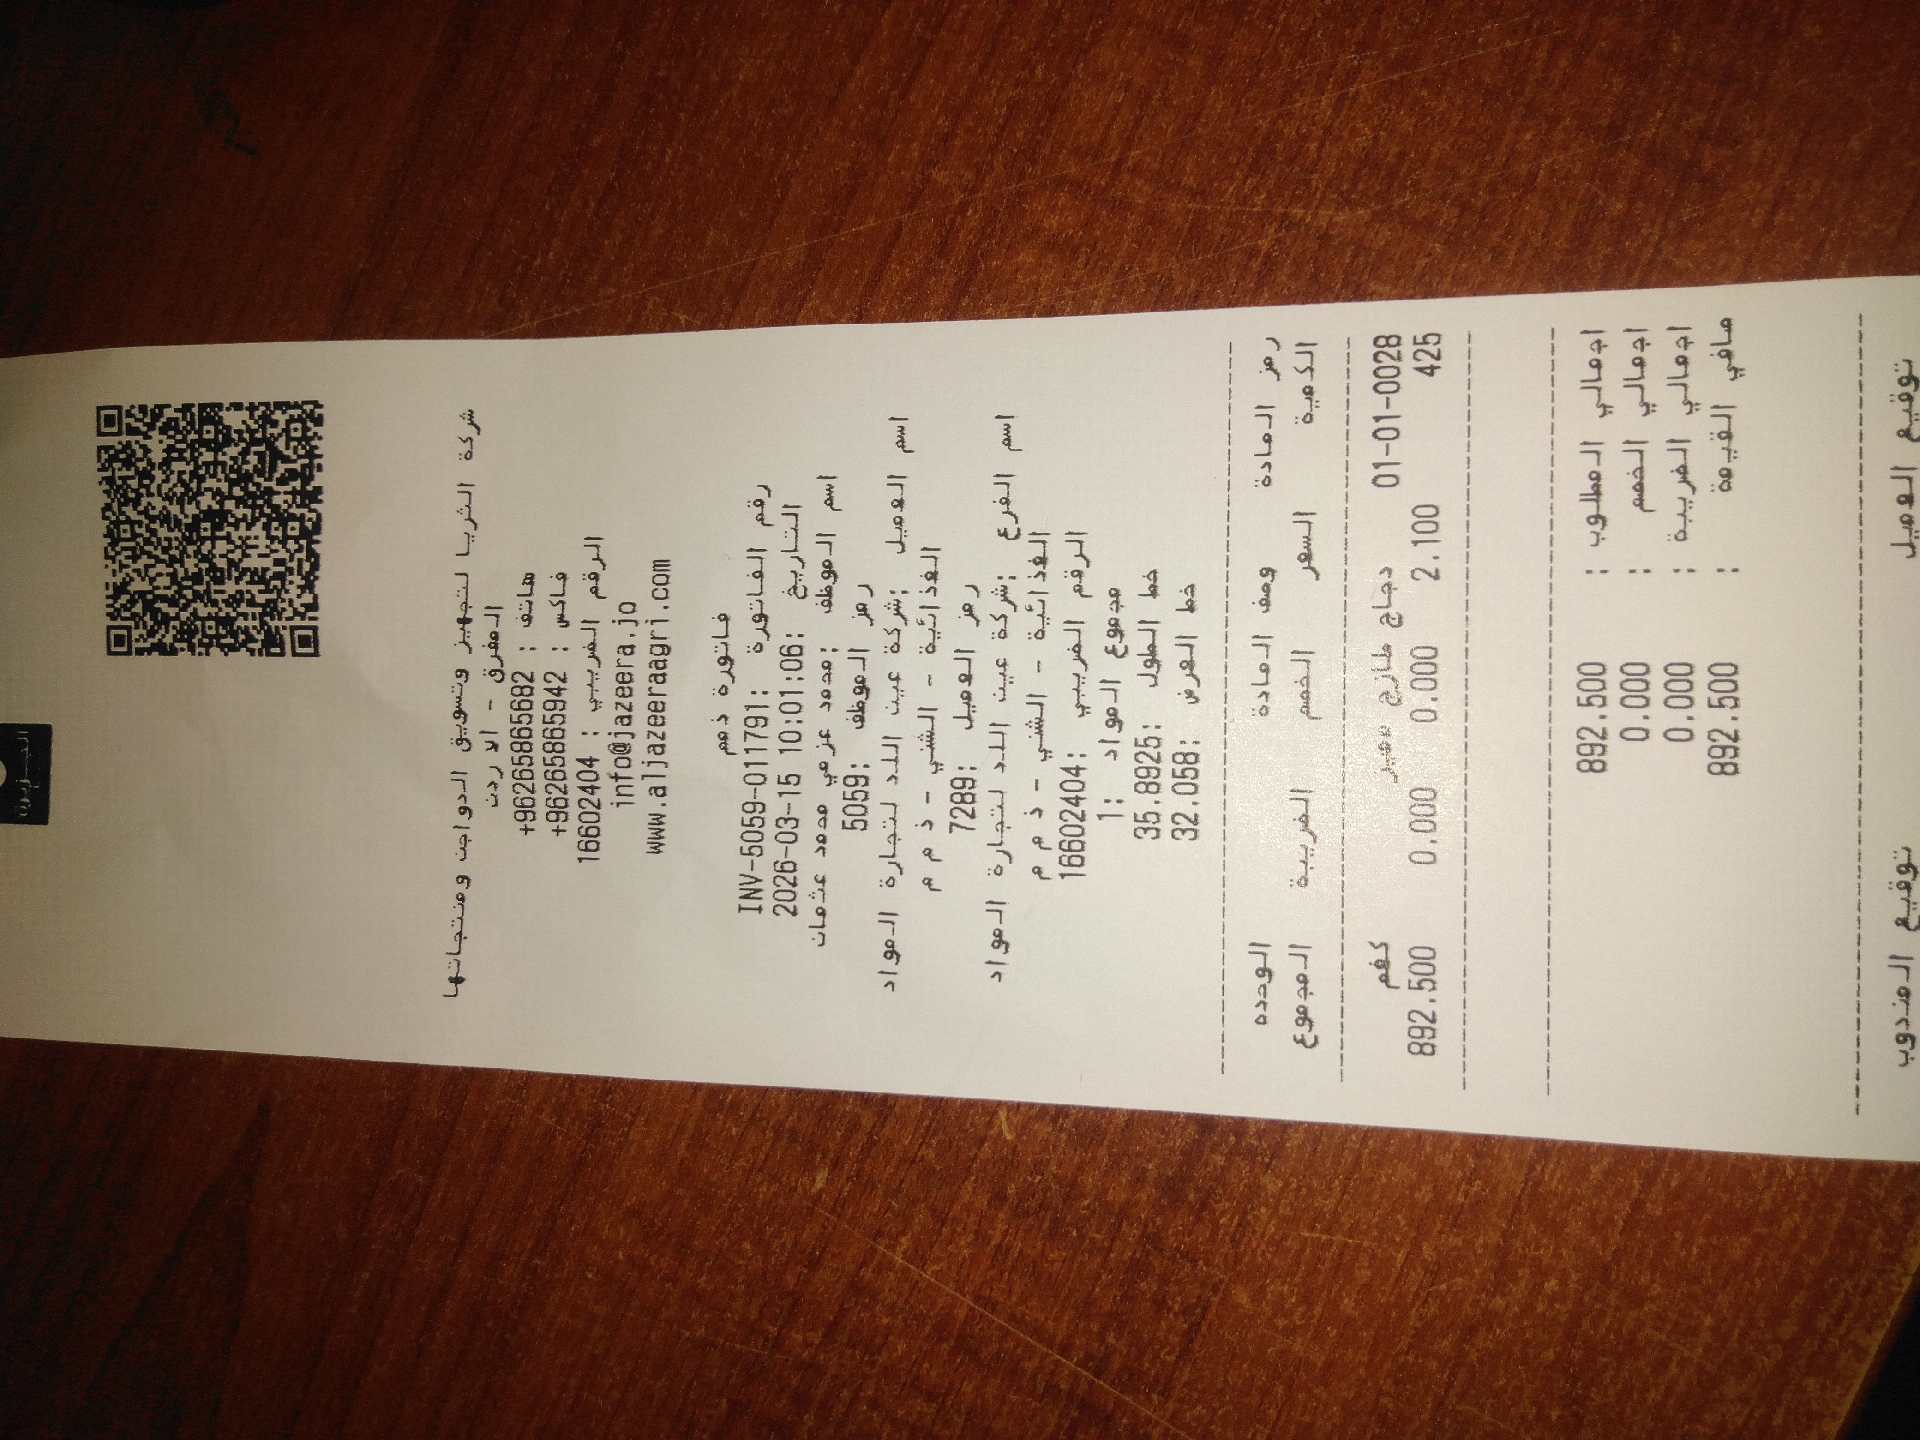 الجزيرة
شركة الثريا لتجهيز وتسويق الدواجن ومنتجاتها
المفرق - الاردن
هاتف : +96265865682
فاكس : +96265865942
الرقم الضريبي : 16602404
info@jazeera.jo
www.aljazeeraagri.com
فاتورة ذمم
رقم الفاتورة :INV-5059-011791
التاريخ :2026-03-15 10:01:06
اسم الموظف :محمد عزمي محمد عثمان
رمز الموظف :5059
اسم العميل :شركة عين اللد لتجارة المواد
الغذائية - الشني - ذ م م
رمز العميل :7289
اسم الفرع :شركة عين اللد لتجارة المواد
الغذائية - الشني - ذ م م
الرقم الضريبي :16602404
مجموع المواد :1
خط الطول :35.8925
خط العرض :32.058
رمز المادة وصف المادة الوحده
الكمية السعر الخصم الضريبة المجموع
01-01-0028 دجاج طازج مميز كغم
425 2.100 0.000 0.000 892.500
اجمالي المطلوب : 892.500
اجمالي الخصم : 0.000
اجمالي الضريبة : 0.000
صافي القيمة : 892.500
توقيع العميل توقيع المندوب